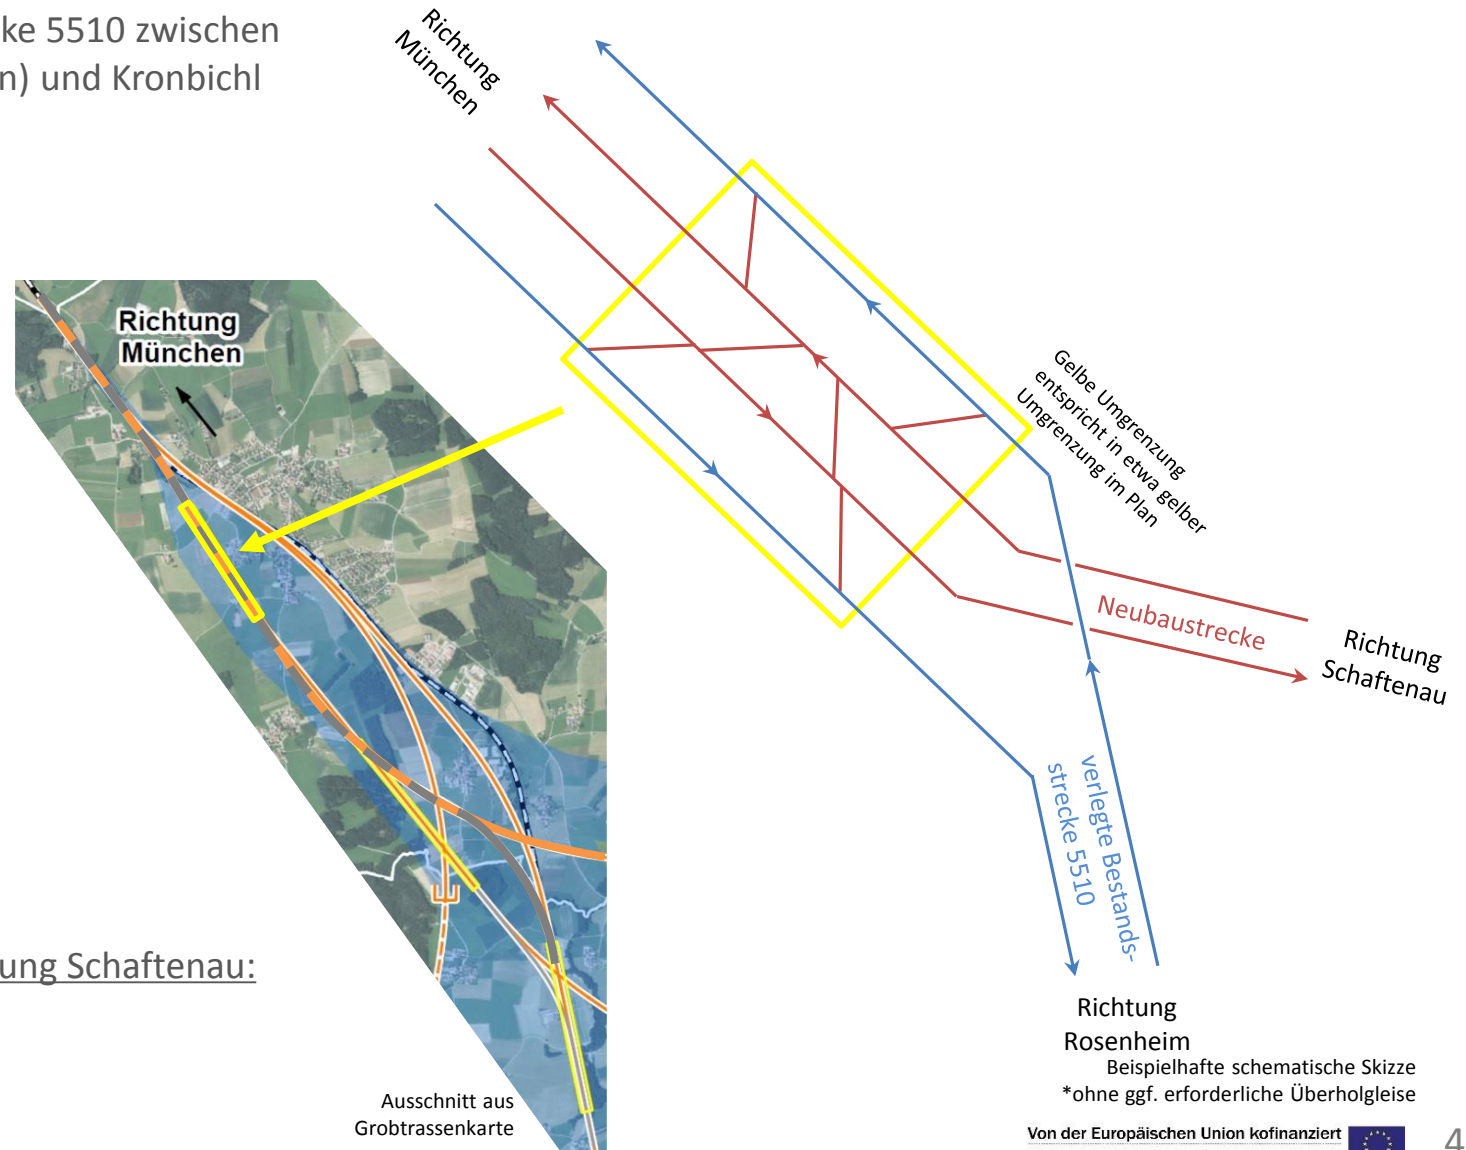 ke 5510 zwischen
n) und Kronbichl
Richtung
München
Richtung
München
Gelbe Umgrenzung
entspricht in etwa gelber
Umgrenzung im Plan
Neubaustrecke
Richtung
Schaftenau
verlegte Bestands-
strecke 5510
ung Schaftenau:
Richtung
Rosenheim
Beispielhafte schematische Skizze
*ohne ggf. erforderliche Überholgleise
Ausschnitt aus
Grobtrassenkarte
Von der Europäischen Union kofinanziert
4